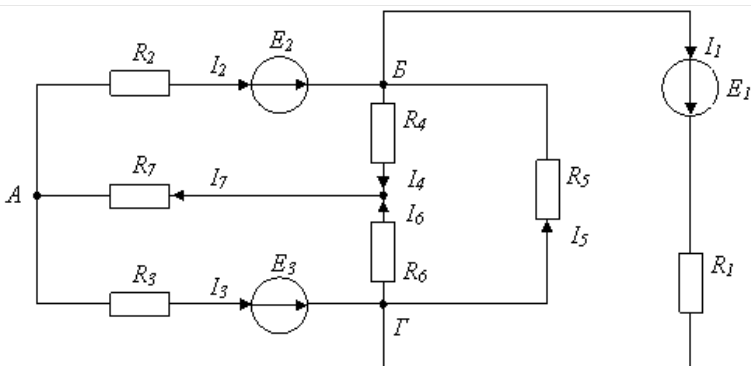 I₁
E₂
R₂
I₂
Б
E₁
R₄
R₇
I₇
I₄
R₅
А
I₆
I₅
E₃
R₃
I₃
R₆
R₁
Г